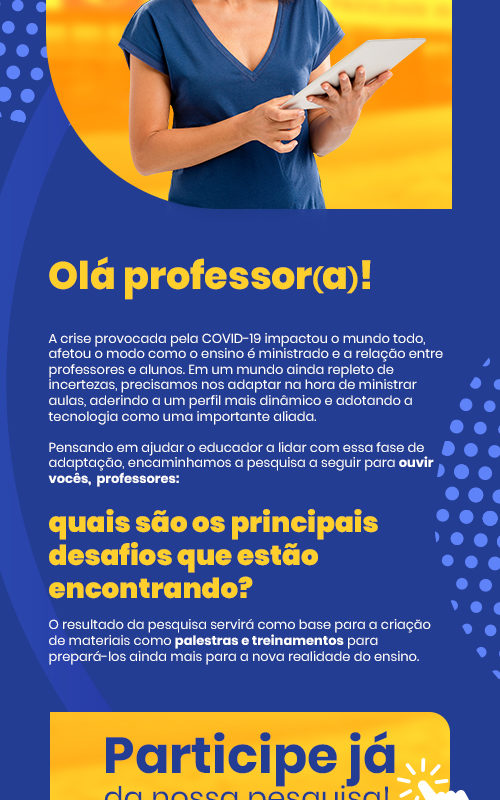 Olá professor(a)!
A crise provocada pela COVID-19 impactou o mundo todo,
afetou o modo como o ensino é ministrado e a relação entre
professores e alunos. Em um mundo ainda repleto de
incertezas, precisamos nos adaptar na hora de ministrar
aulas, aderindo a um perfil mais dinâmico e adotando a
tecnologia como uma importante aliada.
Pensando em ajudar o educador a lidar com essa fase de
adaptação, encaminhamos a pesquisa a seguir para ouvir
vocês, professores:
quais são os principais
desafios que estão
encontrando?
O resultado da pesquisa servirá como base para a criação
de materiais como palestras e treinamentos para
prepará-los ainda mais para a nova realidade do ensino.
Participe já
da nossa pesquisa!